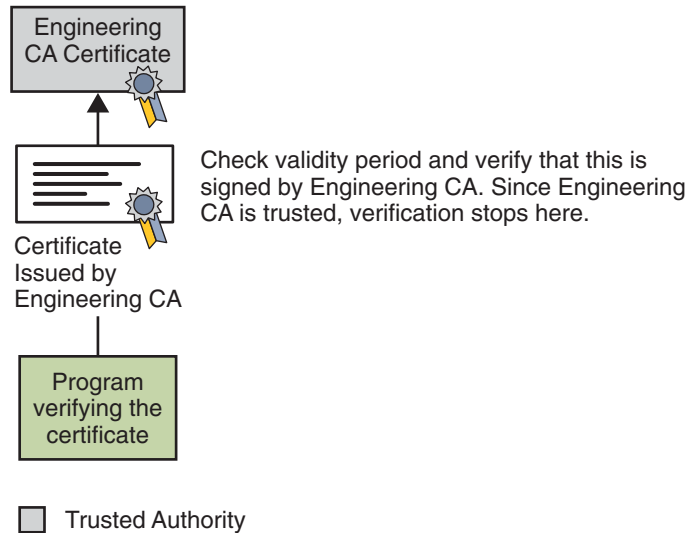 Engineering
CA Certificate
Check validity period and verify that this is
signed by Engineering CA. Since Engineering
CA is trusted, verification stops here.
Certificate
Issued by
Engineering CA
Program
verifying the
certificate
Trusted Authority